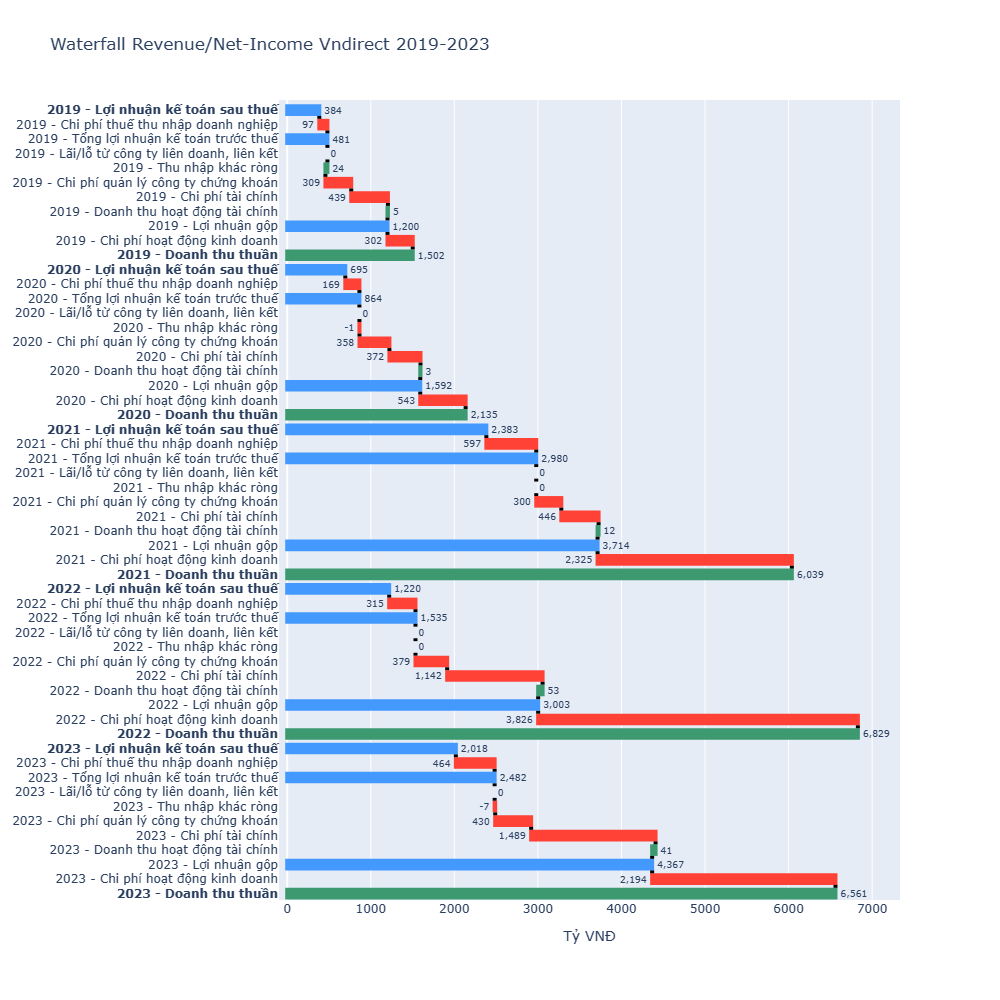 Waterfall Revenue/Net-Income Vndirect 2019-2023
2019 - Lợi nhuận kế toán sau thuế 384
2019 - Chi phí thuế thu nhập doanh nghiệp 97
2019 - Tổng lợi nhuận kế toán trước thuế 481
2019 - Lãi/lỗ từ công ty liên doanh, liên kết 0
2019 - Thu nhập khác ròng 24
2019 - Chi phí quản lý công ty chứng khoán 309
2019 - Chi phí tài chính 439
2019 - Doanh thu hoạt động tài chính 5
2019 - Lợi nhuận gộp 1,200
2019 - Chi phí hoạt động kinh doanh 302
2019 - Doanh thu thuần 1,502
2020 - Lợi nhuận kế toán sau thuế 695
2020 - Chi phí thuế thu nhập doanh nghiệp 169
2020 - Tổng lợi nhuận kế toán trước thuế 864
2020 - Lãi/lỗ từ công ty liên doanh, liên kết 0
2020 - Thu nhập khác ròng -1
2020 - Chi phí quản lý công ty chứng khoán 358
2020 - Chi phí tài chính 372
2020 - Doanh thu hoạt động tài chính 3
2020 - Lợi nhuận gộp 1,592
2020 - Chi phí hoạt động kinh doanh 543
2020 - Doanh thu thuần 2,135
2021 - Lợi nhuận kế toán sau thuế 2,383
2021 - Chi phí thuế thu nhập doanh nghiệp 597
2021 - Tổng lợi nhuận kế toán trước thuế 2,980
2021 - Lãi/lỗ từ công ty liên doanh, liên kết 0
2021 - Thu nhập khác ròng 0
2021 - Chi phí quản lý công ty chứng khoán 300
2021 - Chi phí tài chính 446
2021 - Doanh thu hoạt động tài chính 12
2021 - Lợi nhuận gộp 3,714
2021 - Chi phí hoạt động kinh doanh 2,325
2021 - Doanh thu thuần 6,039
2022 - Lợi nhuận kế toán sau thuế 1,220
2022 - Chi phí thuế thu nhập doanh nghiệp 315
2022 - Tổng lợi nhuận kế toán trước thuế 1,535
2022 - Lãi/lỗ từ công ty liên doanh, liên kết 0
2022 - Thu nhập khác ròng 0
2022 - Chi phí quản lý công ty chứng khoán 379
2022 - Chi phí tài chính 1,142
2022 - Doanh thu hoạt động tài chính 53
2022 - Lợi nhuận gộp 3,003
2022 - Chi phí hoạt động kinh doanh 3,826
2022 - Doanh thu thuần 6,829
2023 - Lợi nhuận kế toán sau thuế 2,018
2023 - Chi phí thuế thu nhập doanh nghiệp 464
2023 - Tổng lợi nhuận kế toán trước thuế 2,482
2023 - Lãi/lỗ từ công ty liên doanh, liên kết 0
2023 - Thu nhập khác ròng -7
2023 - Chi phí quản lý công ty chứng khoán 430
2023 - Chi phí tài chính 1,489
2023 - Doanh thu hoạt động tài chính 41
2023 - Lợi nhuận gộp 4,367
2023 - Chi phí hoạt động kinh doanh 2,194
2023 - Doanh thu thuần 6,561
0 1000 2000 3000 4000 5000 6000 7000
Tỷ VNĐ